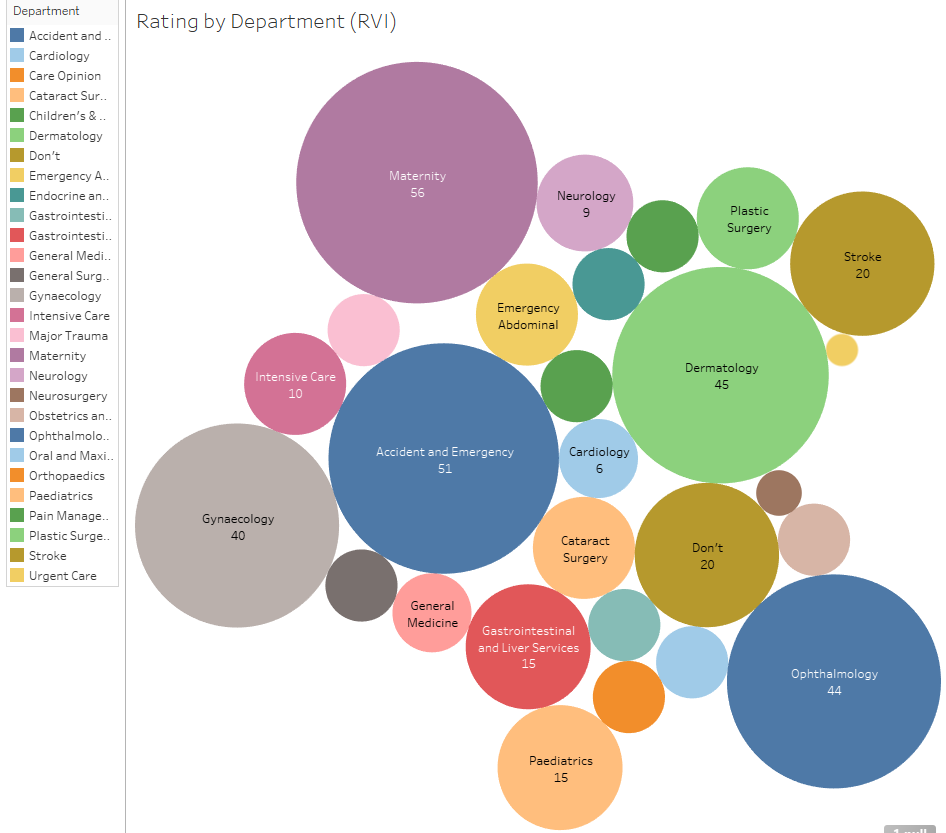 Department
Rating by Department (RVI)
Accident and ..
Cardiology
Care Opinion
Cataract Sur..
Children's & ..
Dermatology
Don't
Emergency A..
Endocrine an..
Gastrointesti..
Gastrointesti..
General Medi..
General Surg..
Gynaecology
Intensive Care
Major Trauma
Maternity
Neurology
Neurosurgery
Obstetrics an..
Ophthalmolo..
Oral and Maxi..
Orthopaedics
Paediatrics
Pain Manage..
Plastic Surge..
Stroke
Urgent Care
Maternity
56
Neurology
9
Plastic
Surgery
Stroke
20
Emergency
Abdominal
Dermatology
45
Intensive Care
10
Accident and Emergency
51
Cardiology
6
Gynaecology
40
Cataract
Surgery
Don't
20
General
Medicine
Gastrointestinal
and Liver Services
15
Ophthalmology
44
Paediatrics
15